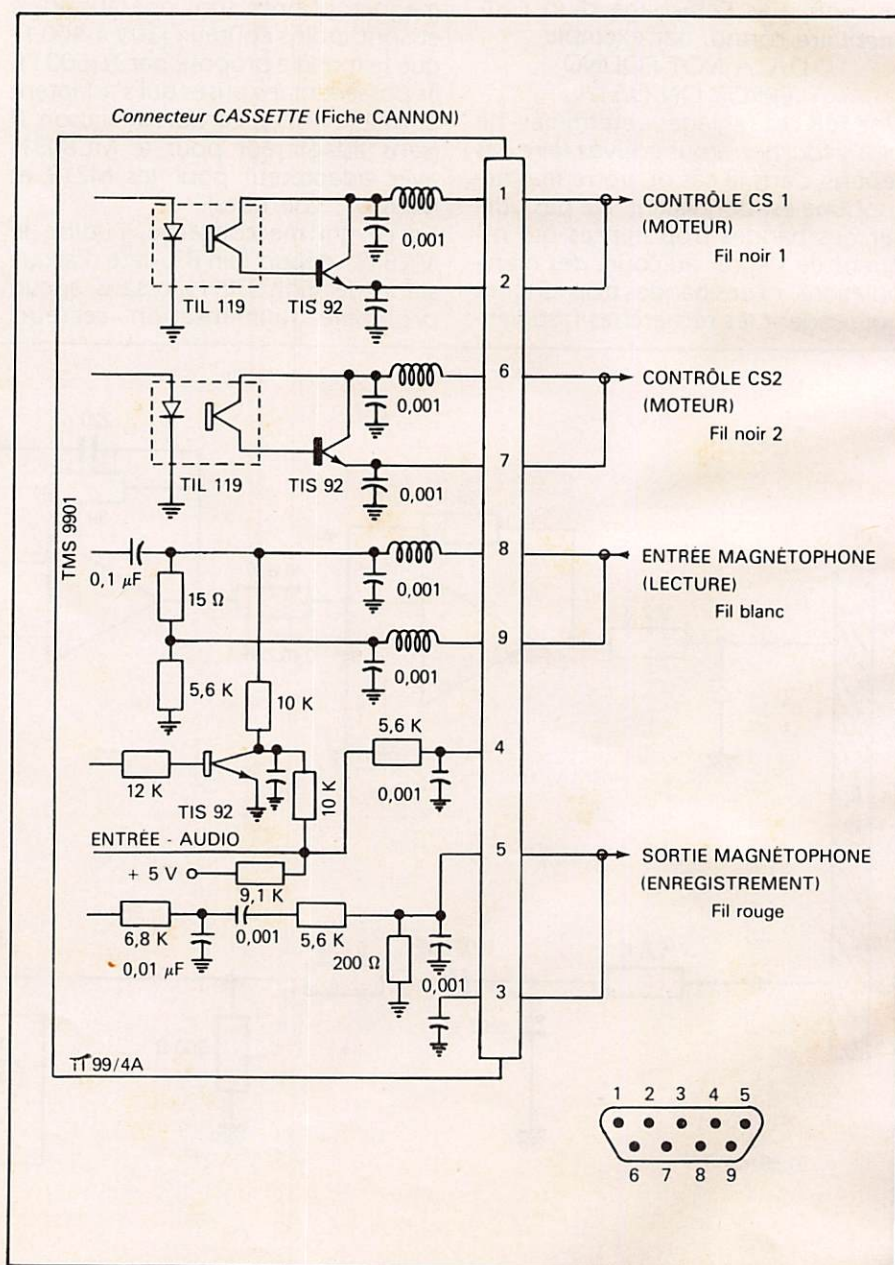 Connecteur CASSETTE (Fiche CANNON)
1
CONTRÔLE CS 1
(MOTEUR)
Fil noir 1
0,001
2
TIL 119
TIS 92
0,001
6
CONTRÔLE CS2
(MOTEUR)
Fil noir 2
0,001
7
TIL 119
TIS 92
0,001
TMS 9901
8
ENTRÉE MAGNÉTOPHONE
(LECTURE)
Fil blanc
0,1 µF
15 Ω
0,001
9
5,6 K
10 K
0,001
5,6 K
4
12 K
TIS 92
10 K
0,001
ENTRÉE - AUDIO
+ 5 V
9,1 K
5
SORTIE MAGNÉTOPHONE
(ENREGISTREMENT)
Fil rouge
6,8 K
0,01 µF
0,001
5,6 K
200 Ω
0,001
3
TI 99/4A
1 2 3 4 5
6 7 8 9